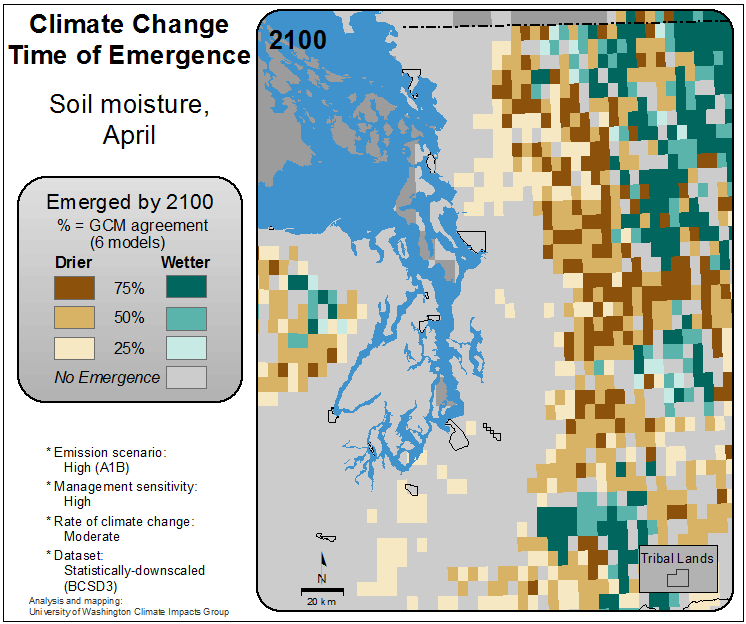 Climate Change
Time of Emergence
Soil moisture,
April
Emerged by 2100
% = GCM agreement
(6 models)
Drier Wetter
75%
50%
25%
No Emergence
* Emission scenario:
High (A1B)
* Management sensitivity:
High
* Rate of climate change:
Moderate
* Dataset:
Statistically-downscaled
(BCSD3)
Analysis and mapping:
University of Washington Climate Impacts Group
2100
N
20 km
Tribal Lands